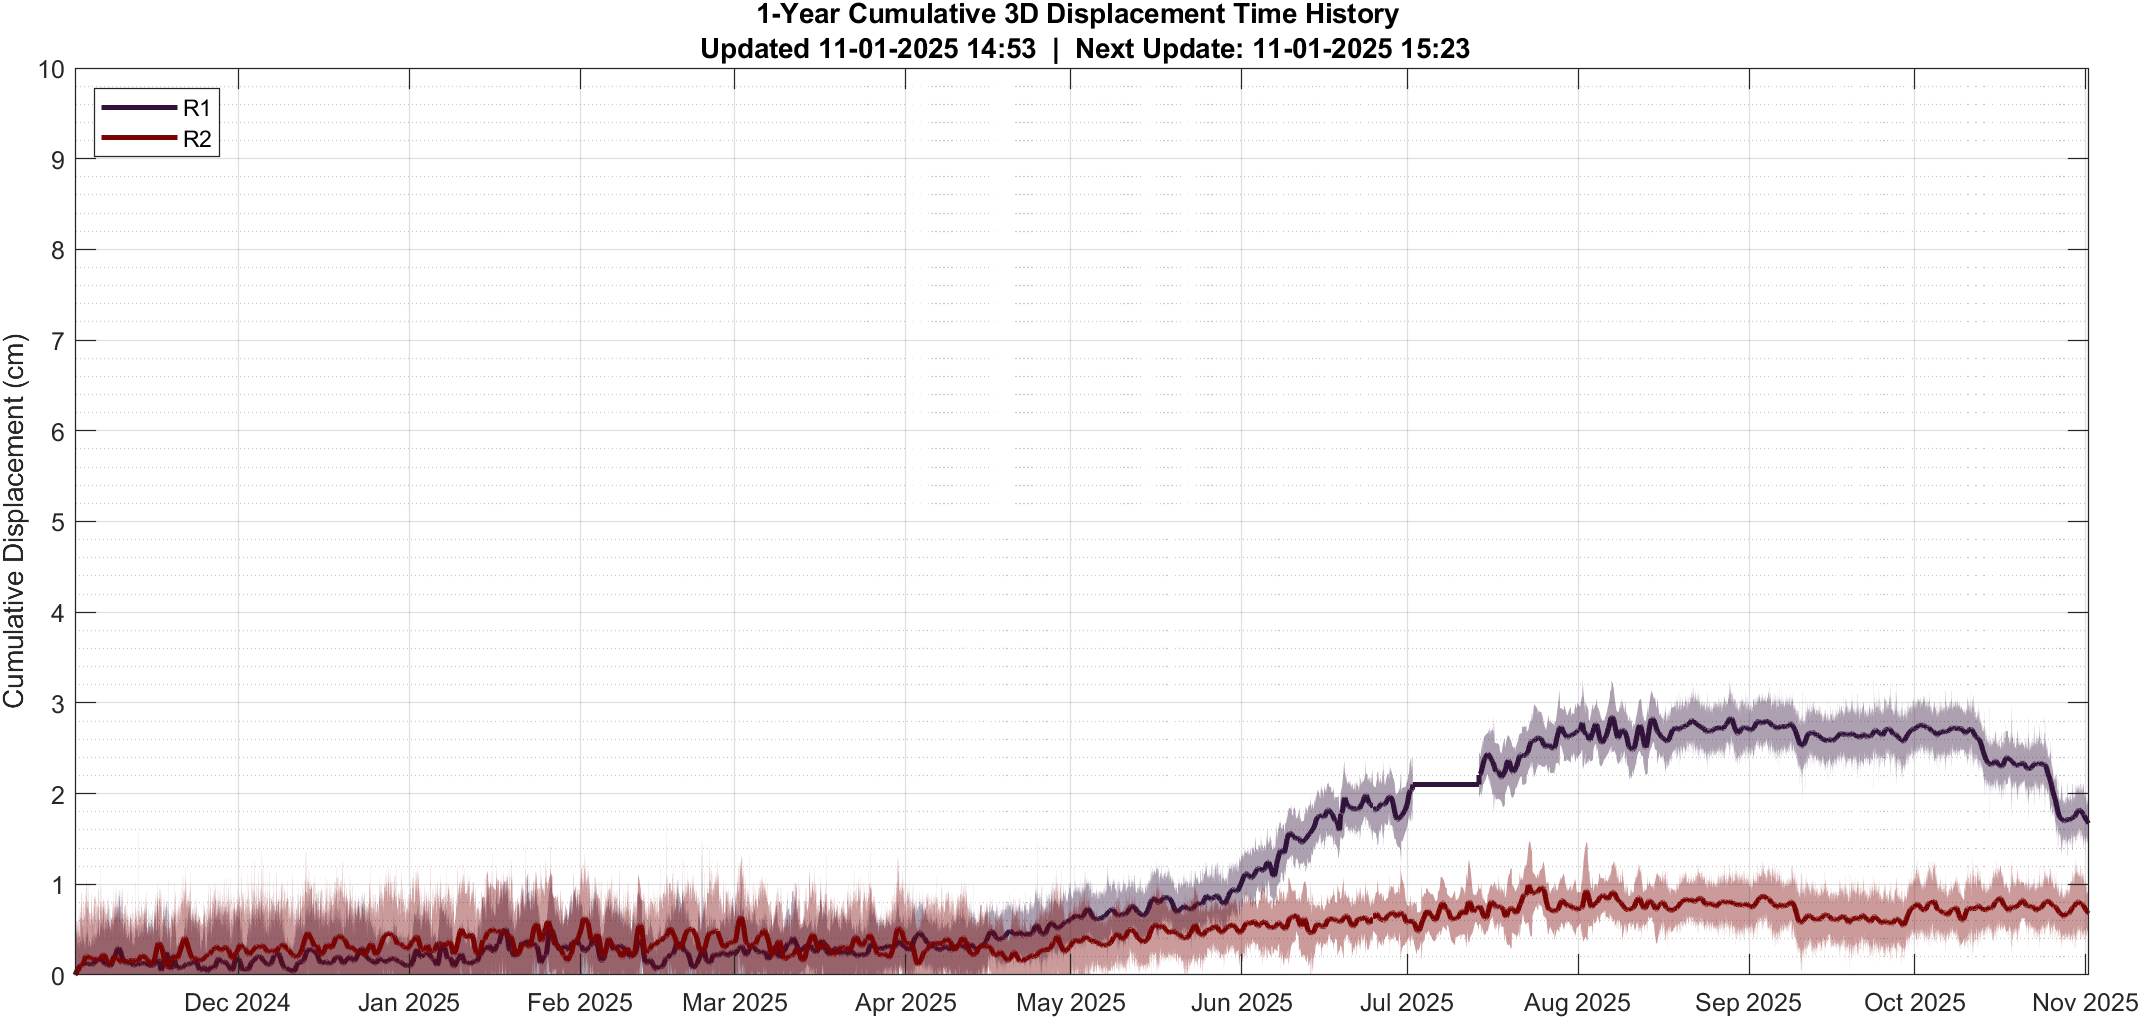 1-Year Cumulative 3D Displacement Time History
Updated 11-01-2025 14:53 | Next Update: 11-01-2025 15:23
R1
R2
Cumulative Displacement (cm)
10
9
8
7
6
5
4
3
2
1
0
Dec 2024 Jan 2025 Feb 2025 Mar 2025 Apr 2025 May 2025 Jun 2025 Jul 2025 Aug 2025 Sep 2025 Oct 2025 Nov 2025